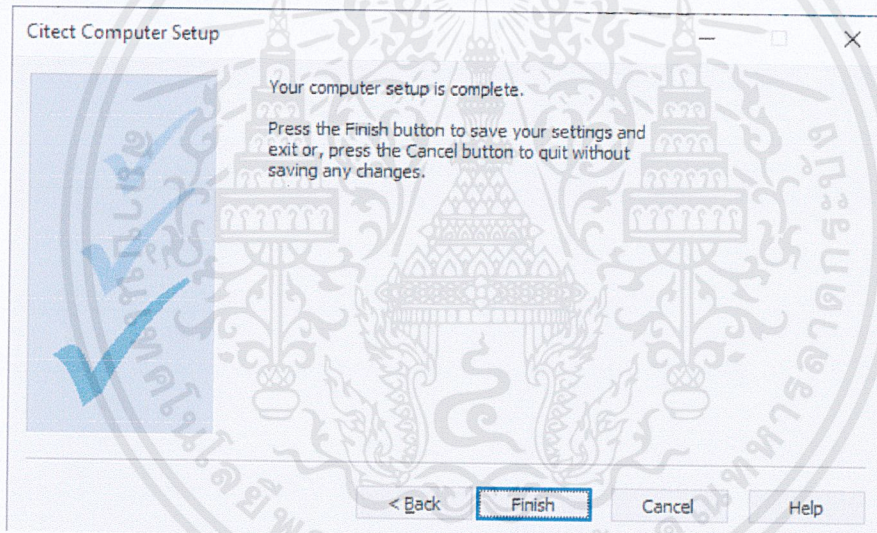 Citect Computer Setup
Your computer setup is complete.
Press the Finish button to save your settings and
exit or, press the Cancel button to quit without
saving any changes.
< Back
Finish
Cancel
Help